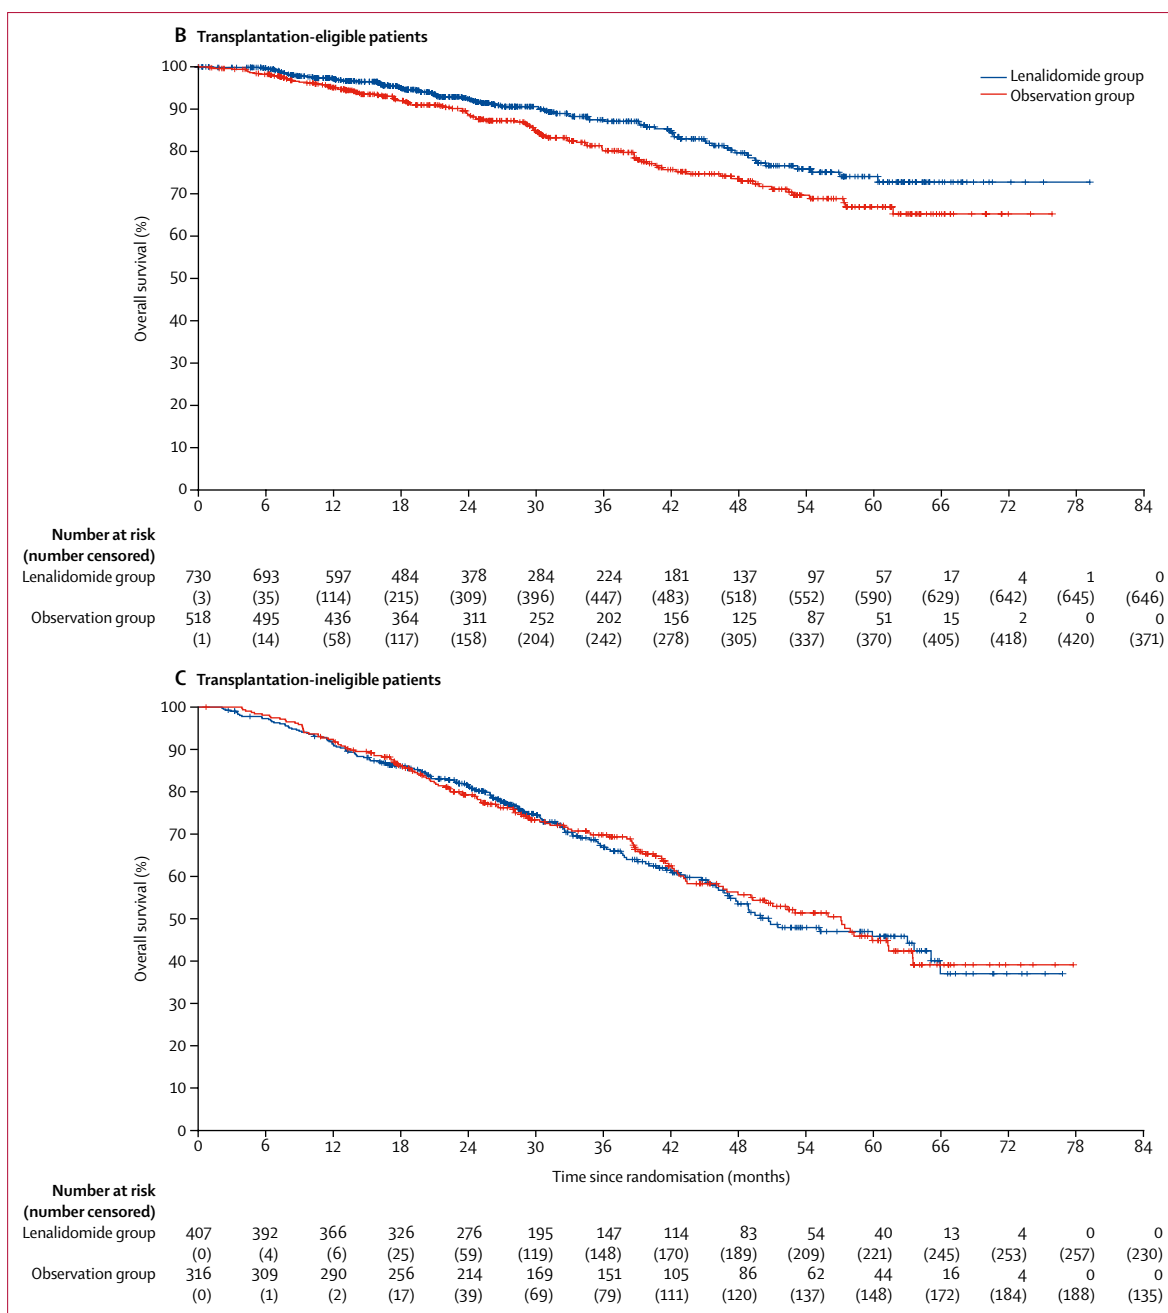 B Transplantation-eligible patients
100
90
80
70
60
50
40
30
20
10
0
Overall survival (%)
Lenalidomide group
Observation group
0 6 12 18 24 30 36 42 48 54 60 66 72 78 84
Number at risk
(number censored)
Lenalidomide group 730 693 597 484 378 284 224 181 137 97 57 17 4 1 0
(3) (35) (114) (215) (309) (396) (447) (483) (518) (552) (590) (629) (642) (645) (646)
Observation group 518 495 436 364 311 252 202 156 125 87 51 15 2 0 0
(1) (14) (58) (117) (158) (204) (242) (278) (305) (337) (370) (405) (418) (420) (371)
C Transplantation-ineligible patients
100
90
80
70
60
50
40
30
20
10
0
Overall survival (%)
0 6 12 18 24 30 36 42 48 54 60 66 72 78 84
Time since randomisation (months)
Number at risk
(number censored)
Lenalidomide group 407 392 366 326 276 195 147 114 83 54 40 13 4 0 0
(0) (4) (6) (25) (59) (119) (148) (170) (189) (209) (221) (245) (253) (257) (230)
Observation group 316 309 290 256 214 169 151 105 86 62 44 16 4 0 0
(0) (1) (2) (17) (39) (69) (79) (111) (120) (137) (148) (172) (184) (188) (135)